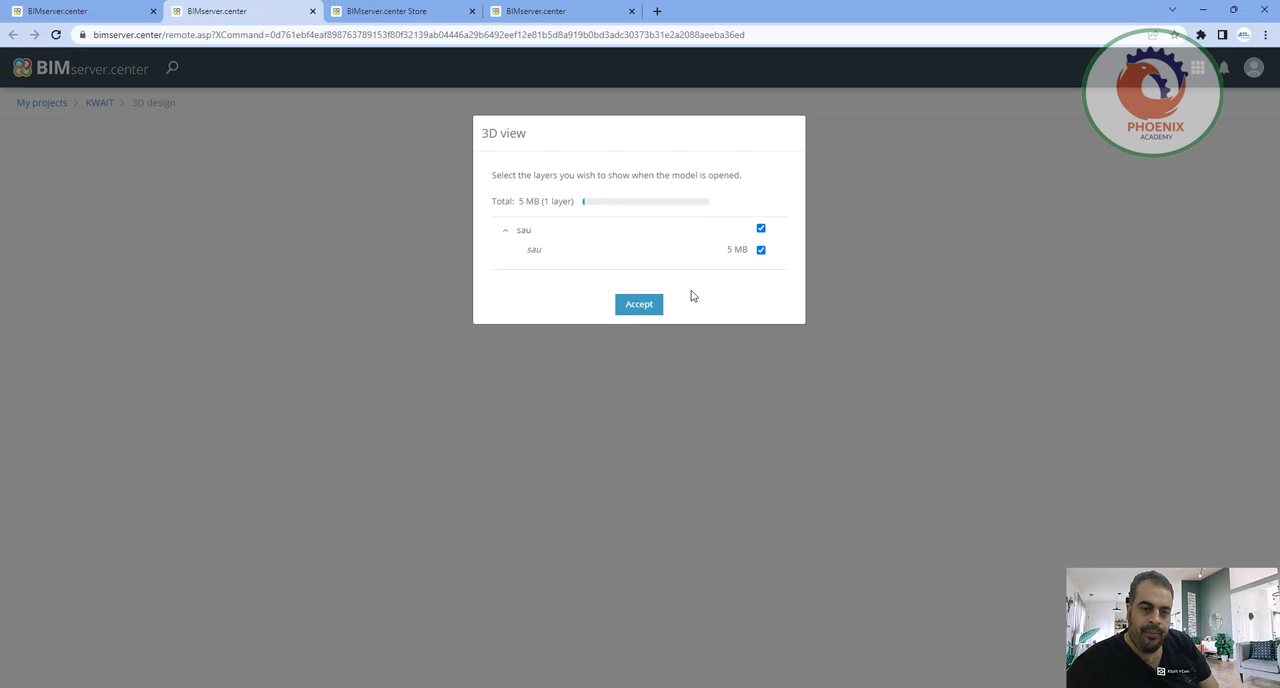 BIMserver.center
BIMserver.center
BIMserver.center Store
BIMserver.center
bimserver.center/remote.asp?XCommand=0d761ebf4eaf898763789153f80f32139ab04446a29b6492eef12e81b5d8a919b0bd3adc30373b31e2a2088aeeba36ed
BIMserver.center
My projects > KWAIT > 3D design
PHOENIX
ACADEMY
3D view
Select the layers you wish to show when the model is opened.
Total: 5 MB (1 layer)
sau
sau 5 MB
Accept
XSplit VCam